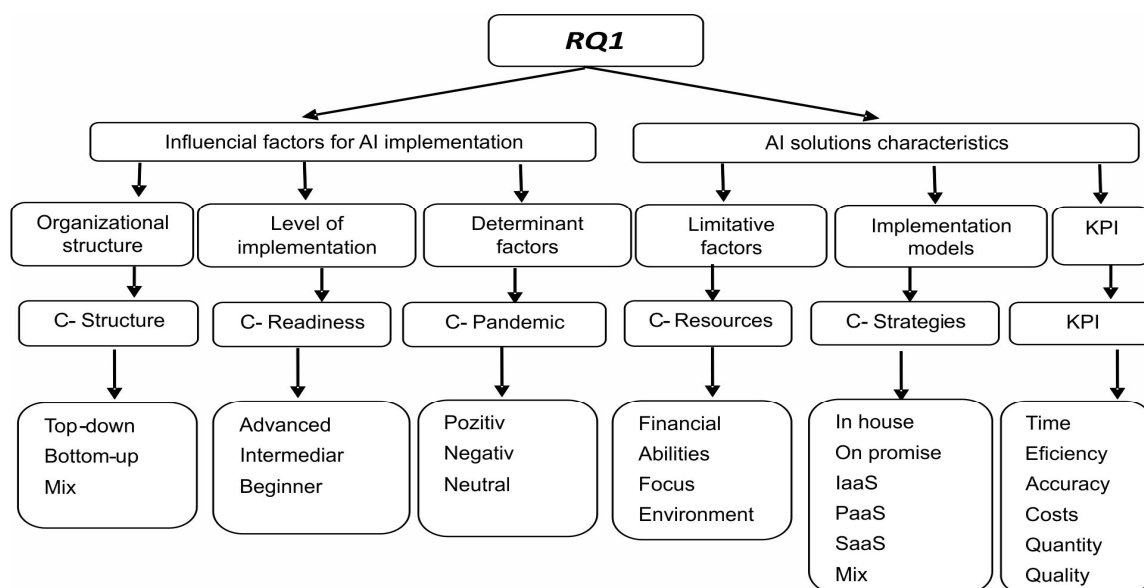 RQ1
Influencial factors for AI implementation
AI solutions characteristics
Organizational
structure
Level of
implementation
Determinant
factors
Limitative
factors
Implementation
models
KPI
C- Structure
C- Readiness
C- Pandemic
C- Resources
C- Strategies
KPI
Top-down
Bottom-up
Mix
Advanced
Intermediar
Beginner
Pozitiv
Negativ
Neutral
Financial
Abilities
Focus
Environment
In house
On promise
IaaS
PaaS
SaaS
Mix
Time
Eficiency
Accuracy
Costs
Quantity
Quality